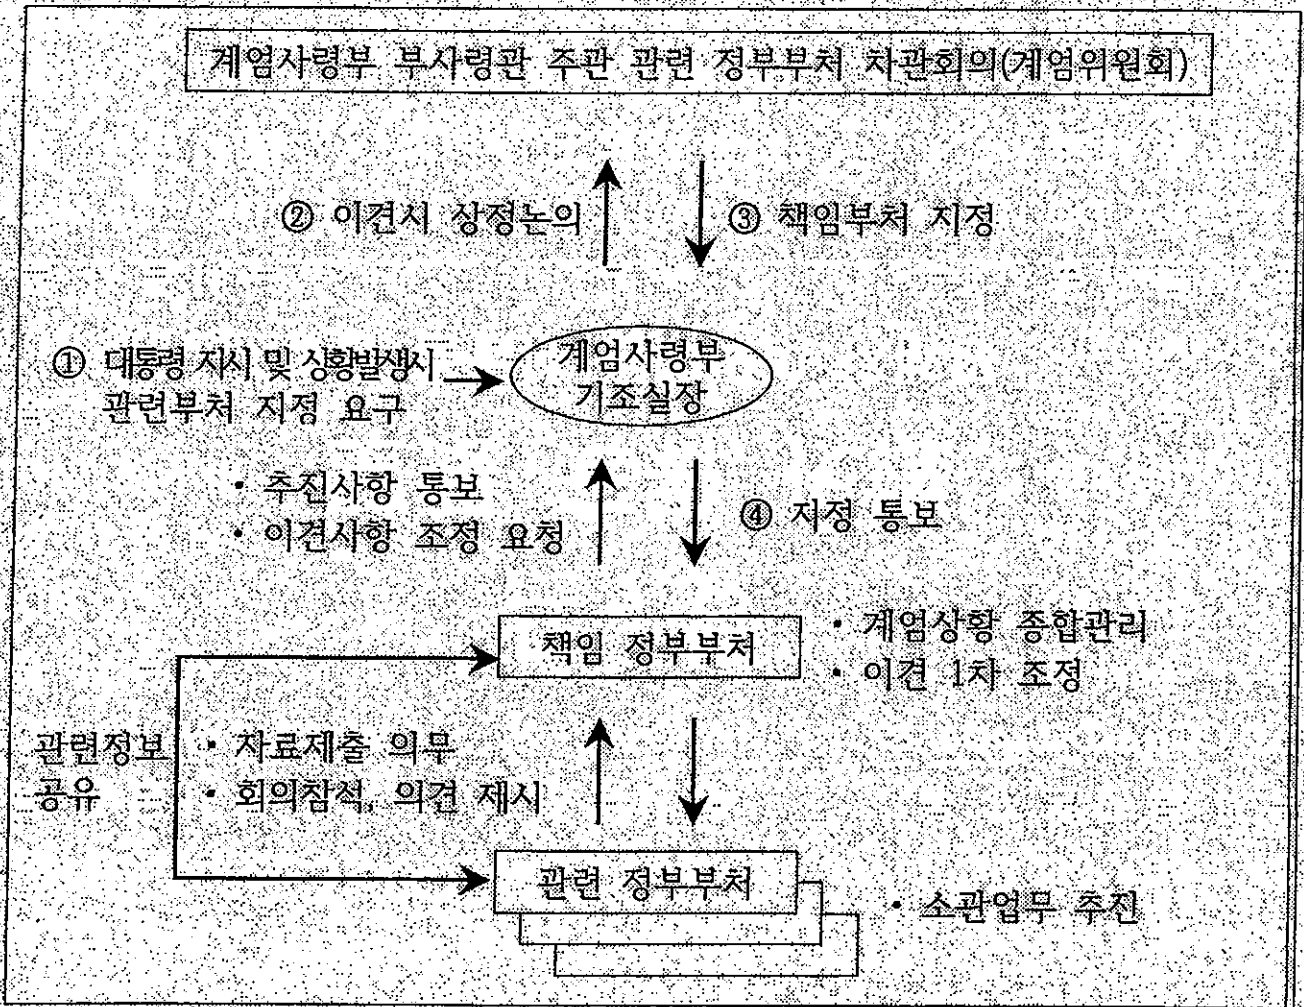 계엄사령부 부사령관 주관 관련 정부부처 차관회의(계엄위원회)
② 이견시 상정논의
③ 책임부처 지정
① 대통령 지시 및 상황발생시
관련부처 지정 요구
계엄사령부
기조실장
• 추진사항 통보
• 이견사항 조정 요청
④ 지정 통보
책임 정부부처
• 계엄상황 종합관리
• 이견 1차 조정
관련정보
공유
• 자료제출 의무
• 회의참석, 의견 제시
관련 정부부처
• 소관업무 추진